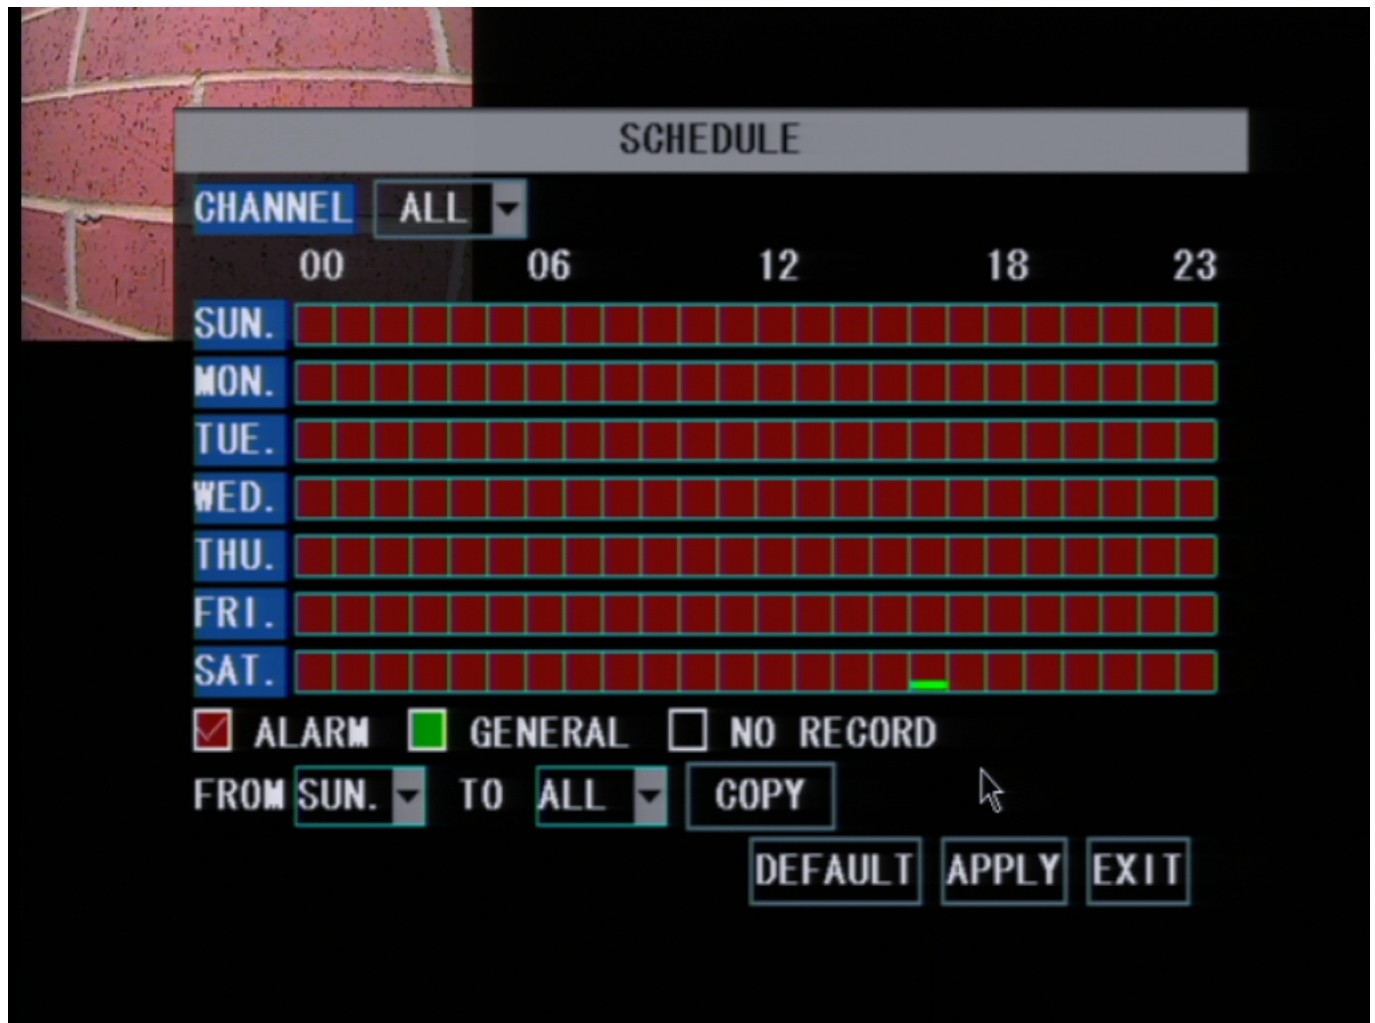 SCHEDULE
CHANNEL ALL
00 06 12 18 23
SUN.
MON.
TUE.
WED.
THU.
FRI.
SAT.
ALARM GENERAL NO RECORD
FROM SUN. TO ALL COPY
DEFAULT APPLY EXIT